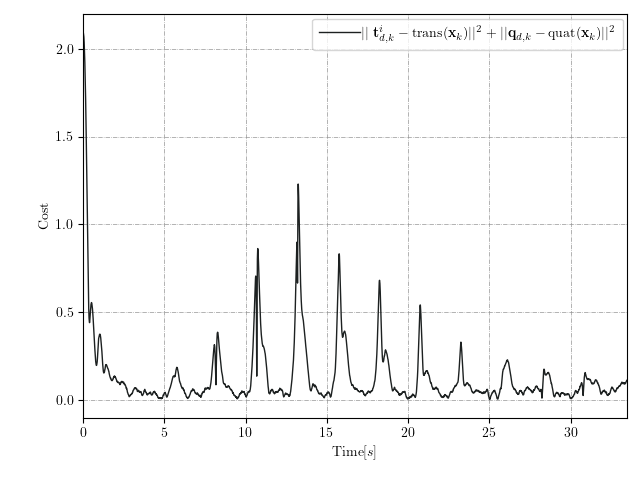 || t^i_{d,k} − trans(x_k)||^2 + ||q_{d,k} − quat(x_k)||^2
2.0
1.5
1.0
0.5
0.0
Cost
0 5 10 15 20 25 30
Time[s]